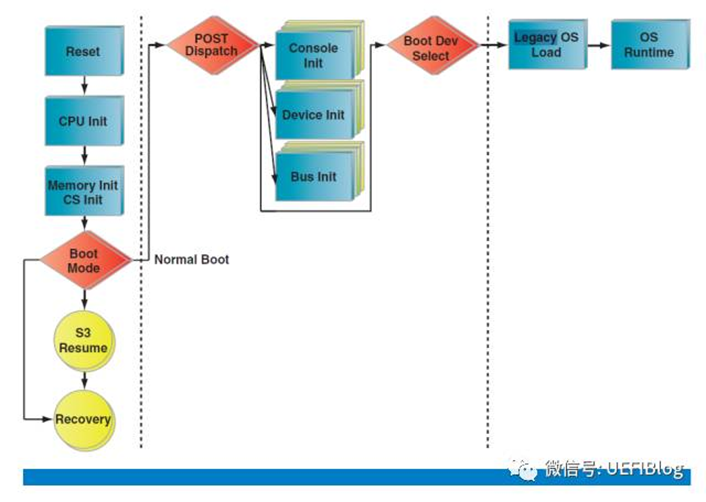 Reset
CPU Init
Memory Init
CS Init
Boot
Mode
S3
Resume
Recovery
Normal Boot
POST
Dispatch
Console
Init
Device Init
Bus Init
Boot Dev
Select
Legacy OS
Load
OS
Runtime
微信号: UEFIBlog